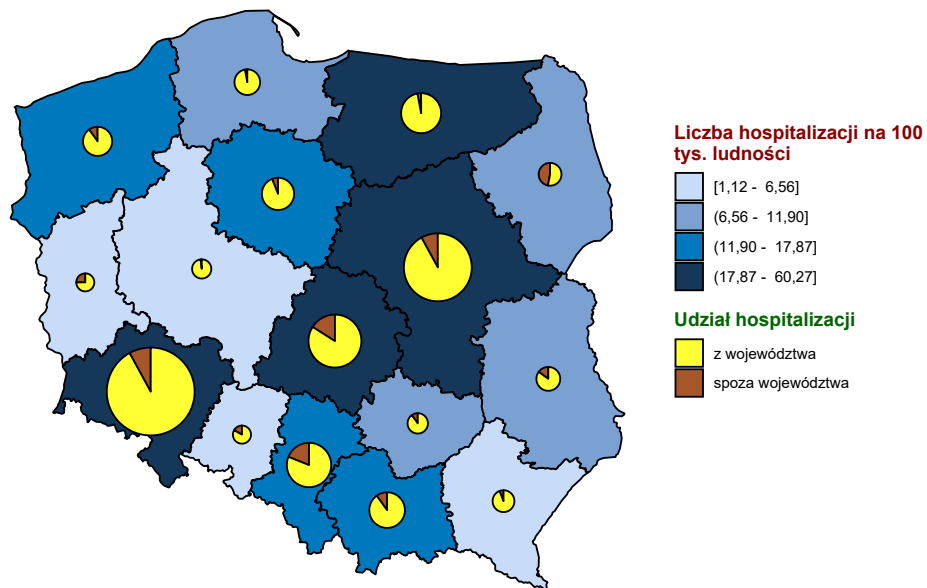 Liczba hospitalizacji na 100
tys. ludności
[1,12 - 6,56]
(6,56 - 11,90]
(11,90 - 17,87]
(17,87 - 60,27]
Udział hospitalizacji
z województwa
spoza województwa